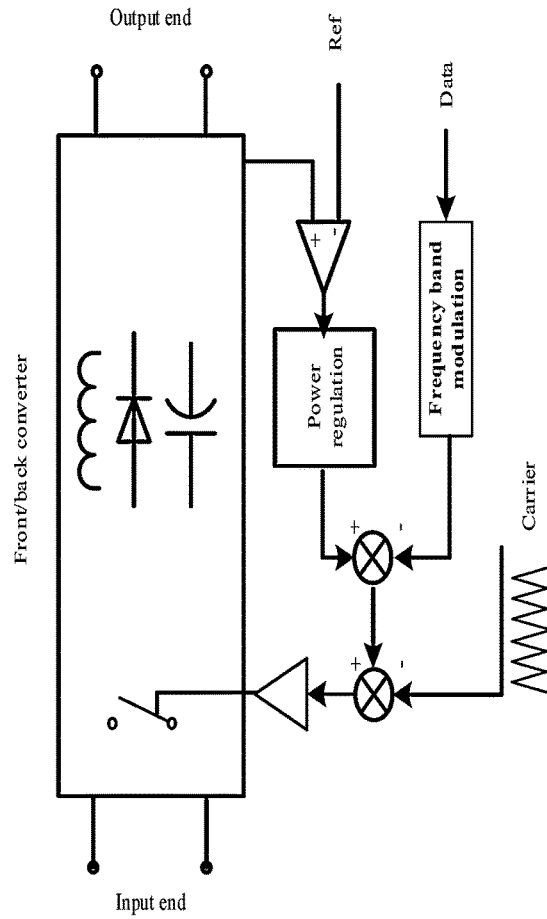 Front/back converter
Input end
Output end
Ref
Data
+
-
Power
regulation
Frequency band
modulation
+
-
+
-
Carrier